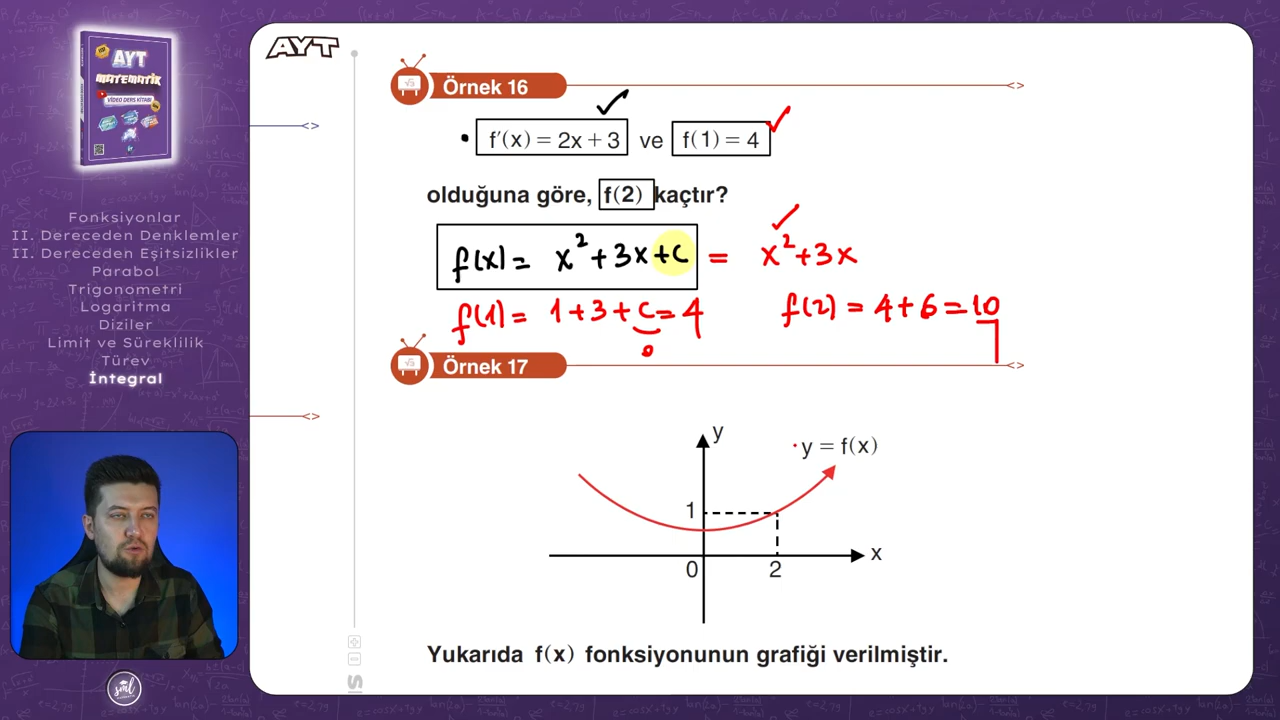 AYT
AYT
MATEMATİK
VİDEO DERS KİTABI
Fonksiyonlar
II. Dereceden Denklemler
II. Dereceden Eşitsizlikler
Parabol
Trigonometri
Logaritma
Diziler
Limit ve Süreklilik
Türev
İntegral
sml
Örnek 16
• f'(x) = 2x + 3 ve f(1) = 4
olduğuna göre, f(2) kaçtır?
f(x) = x² + 3x + c = x² + 3x
f(1) = 1 + 3 + c = 4 f(2) = 4 + 6 = 10
0
Örnek 17
y
y = f(x)
1
0 2 x
Yukarıda f(x) fonksiyonunun grafiği verilmiştir.